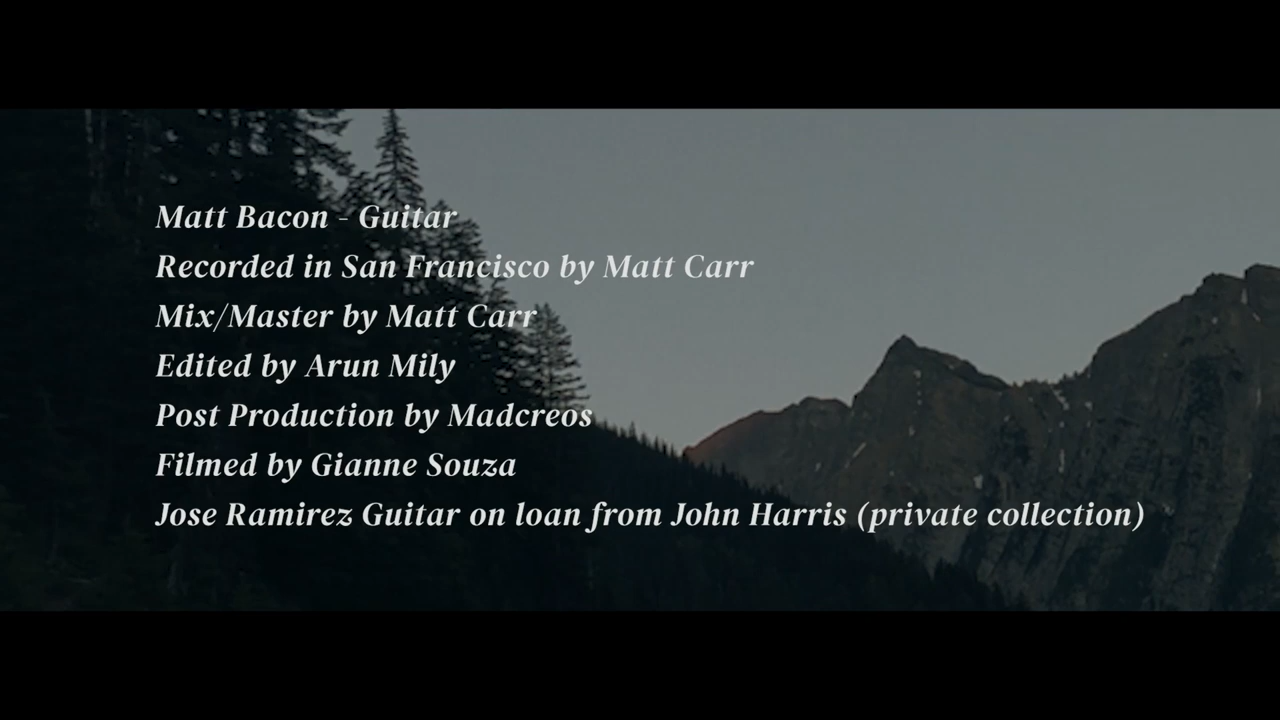 Matt Bacon - Guitar
Recorded in San Francisco by Matt Carr
Mix/Master by Matt Carr
Edited by Arun Mily
Post Production by Madcreos
Filmed by Gianne Souza
Jose Ramirez Guitar on loan from John Harris (private collection)